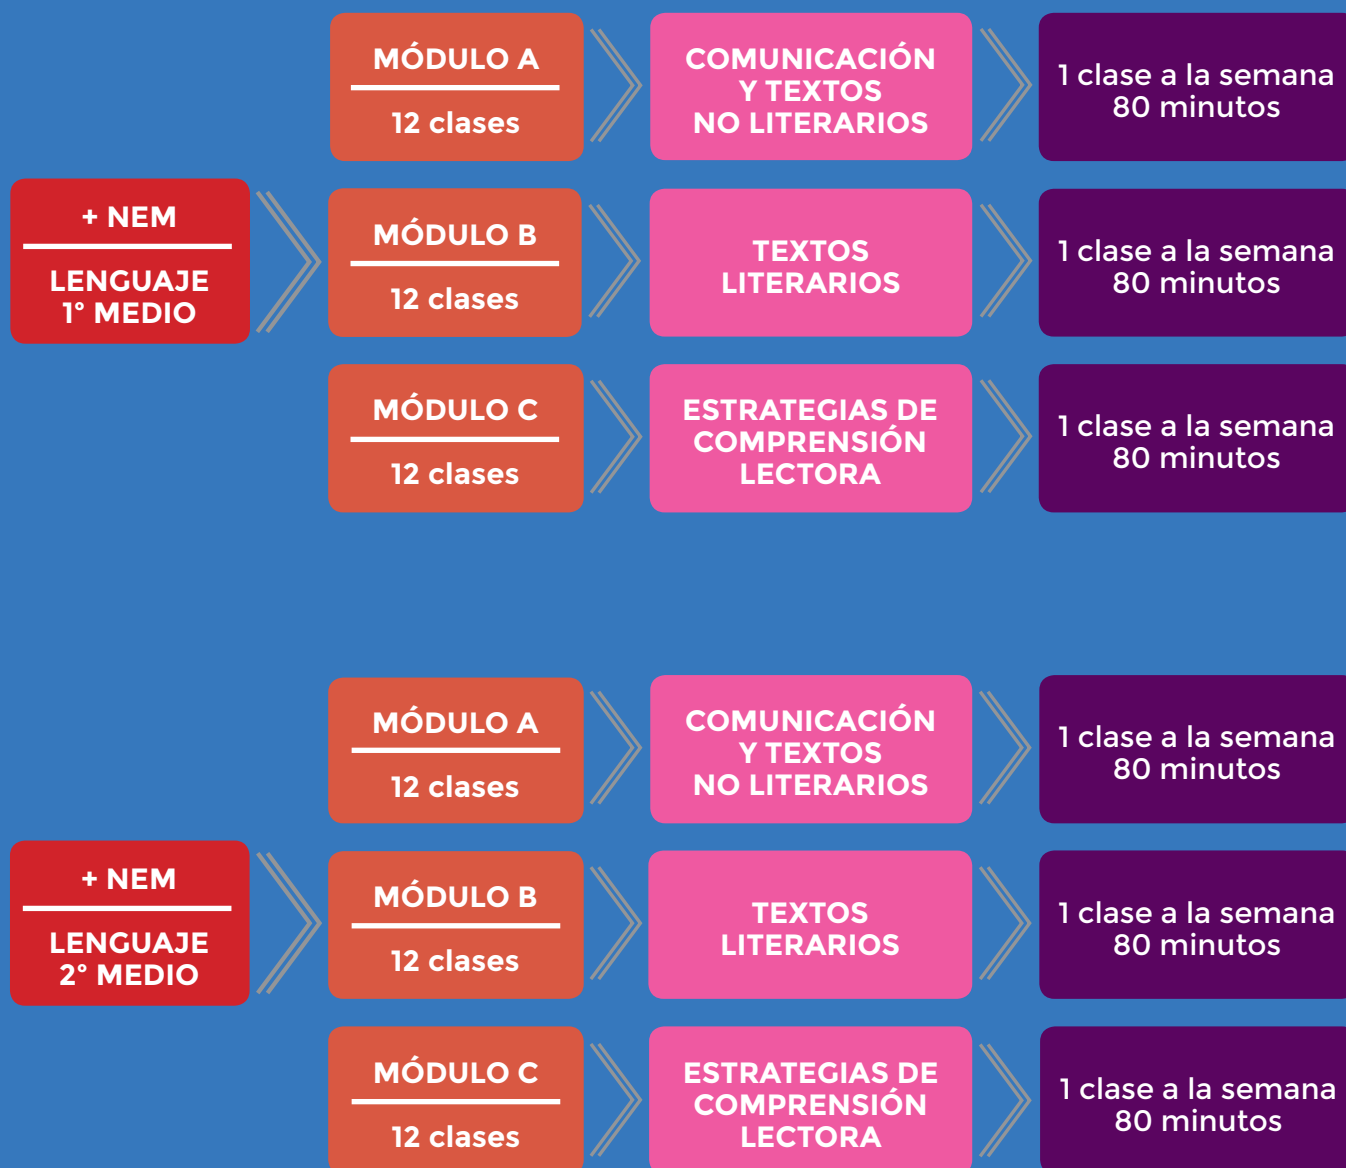 MÓDULO A
12 clases
COMUNICACIÓN
Y TEXTOS
NO LITERARIOS
1 clase a la semana
80 minutos
+ NEM
LENGUAJE
1º MEDIO
MÓDULO B
12 clases
TEXTOS
LITERARIOS
1 clase a la semana
80 minutos
MÓDULO C
12 clases
ESTRATEGIAS DE
COMPRENSIÓN
LECTORA
1 clase a la semana
80 minutos
MÓDULO A
12 clases
COMUNICACIÓN
Y TEXTOS
NO LITERARIOS
1 clase a la semana
80 minutos
+ NEM
LENGUAJE
2º MEDIO
MÓDULO B
12 clases
TEXTOS
LITERARIOS
1 clase a la semana
80 minutos
MÓDULO C
12 clases
ESTRATEGIAS DE
COMPRENSIÓN
LECTORA
1 clase a la semana
80 minutos